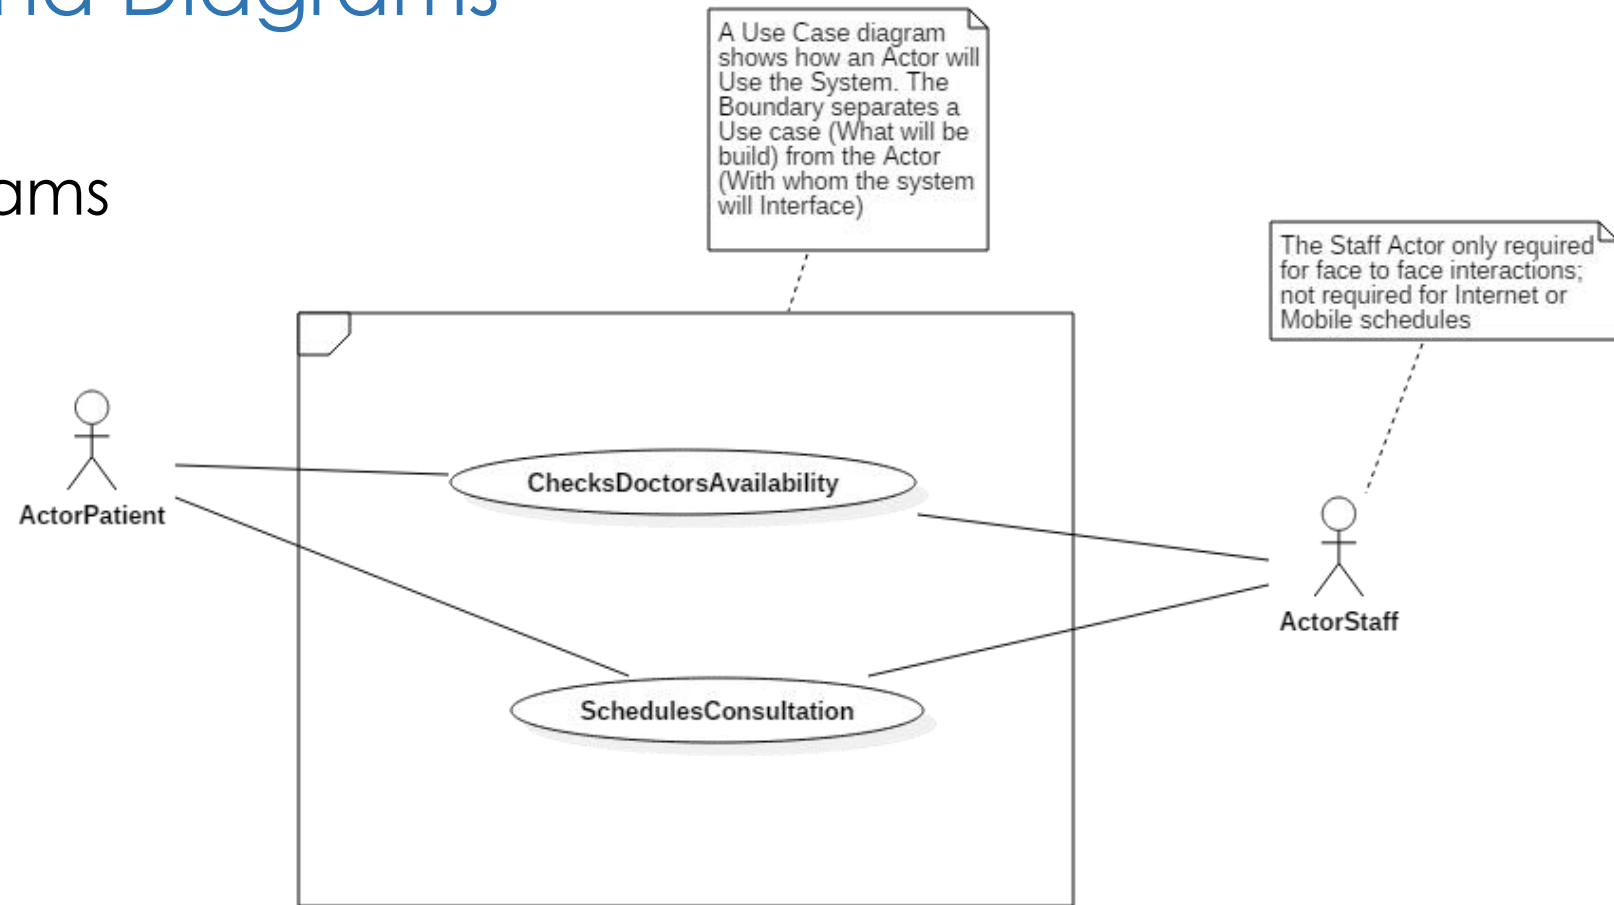 nd Diagrams
ams
A Use Case diagram
shows how an Actor will
Use the System. The
Boundary separates a
Use case (What will be
build) from the Actor
(With whom the system
will Interface)
The Staff Actor only required
for face to face interactions;
not required for Internet or
Mobile schedules
ActorPatient
ChecksDoctorsAvailability
ActorStaff
SchedulesConsultation